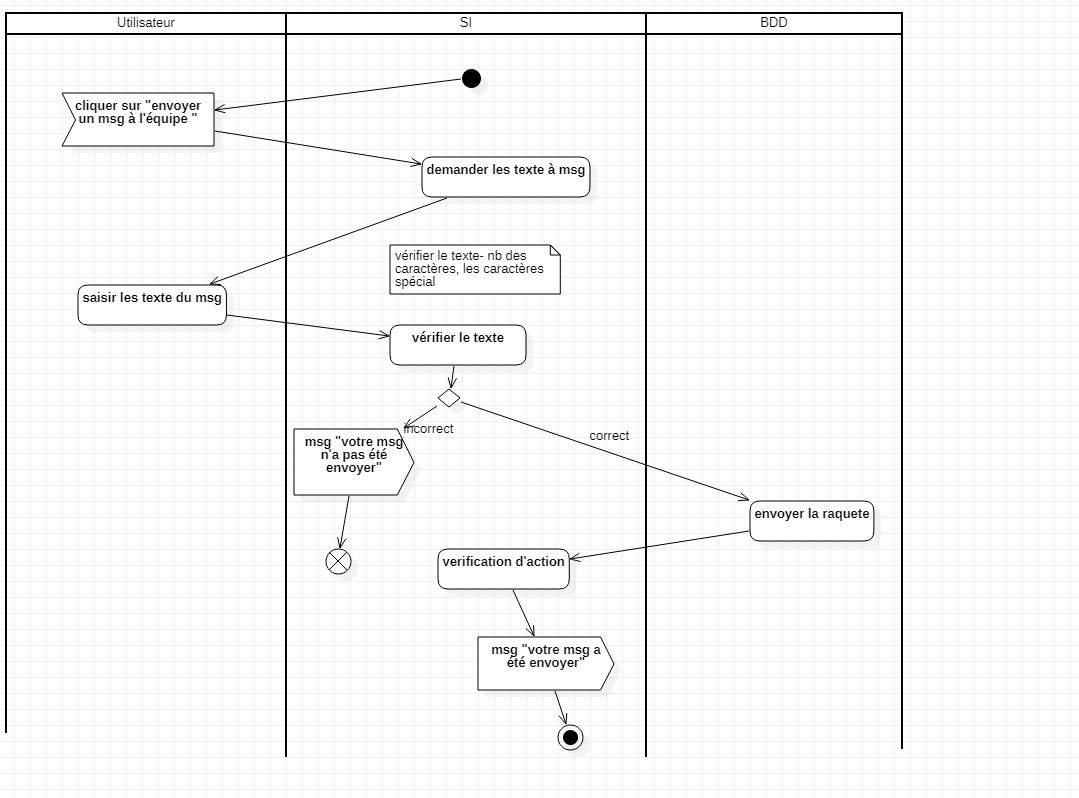 Utilisateur
SI
BDD
cliquer sur "envoyer
un msg à l'équipe "
demander les texte à msg
vérifier le texte- nb des
caractères, les caractères
spécial
saisir les texte du msg
vérifier le texte
incorrect
correct
msg "votre msg
n'a pas été
envoyer"
envoyer la raquete
verification d'action
msg "votre msg a
été envoyer"